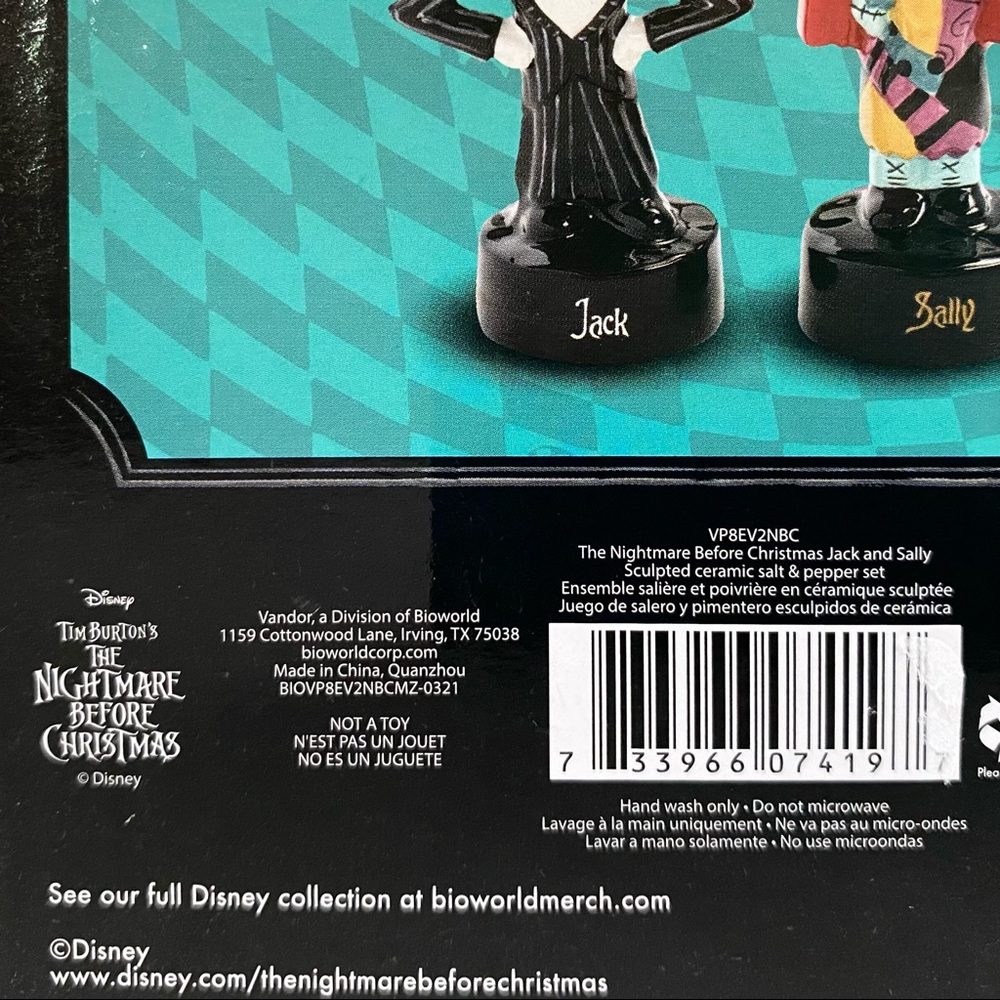 Jack
Sally
VP8EV2NBC
The Nightmare Before Christmas Jack and Sally
Sculpted ceramic salt & pepper set
Ensemble salière et poivrière en céramique sculptée
Juego de salero y pimentero esculpidos de cerámica
Disney
TIM BURTON'S
THE
NIGHTMARE
BEFORE
CHRISTMAS
© Disney
Vandor, a Division of Bioworld
1159 Cottonwood Lane, Irving, TX 75038
bioworldcorp.com
Made in China, Quanzhou
BIOVP8EV2NBCMZ-0321
NOT A TOY
N'EST PAS UN JOUET
NO ES UN JUGUETE
7 33966 07419 7
Hand wash only • Do not microwave
Lavage à la main uniquement • Ne va pas au micro-ondes
Lavar a mano solamente • No use microondas
See our full Disney collection at bioworldmerch.com
©Disney
www.disney.com/thenightmarebeforechristmas